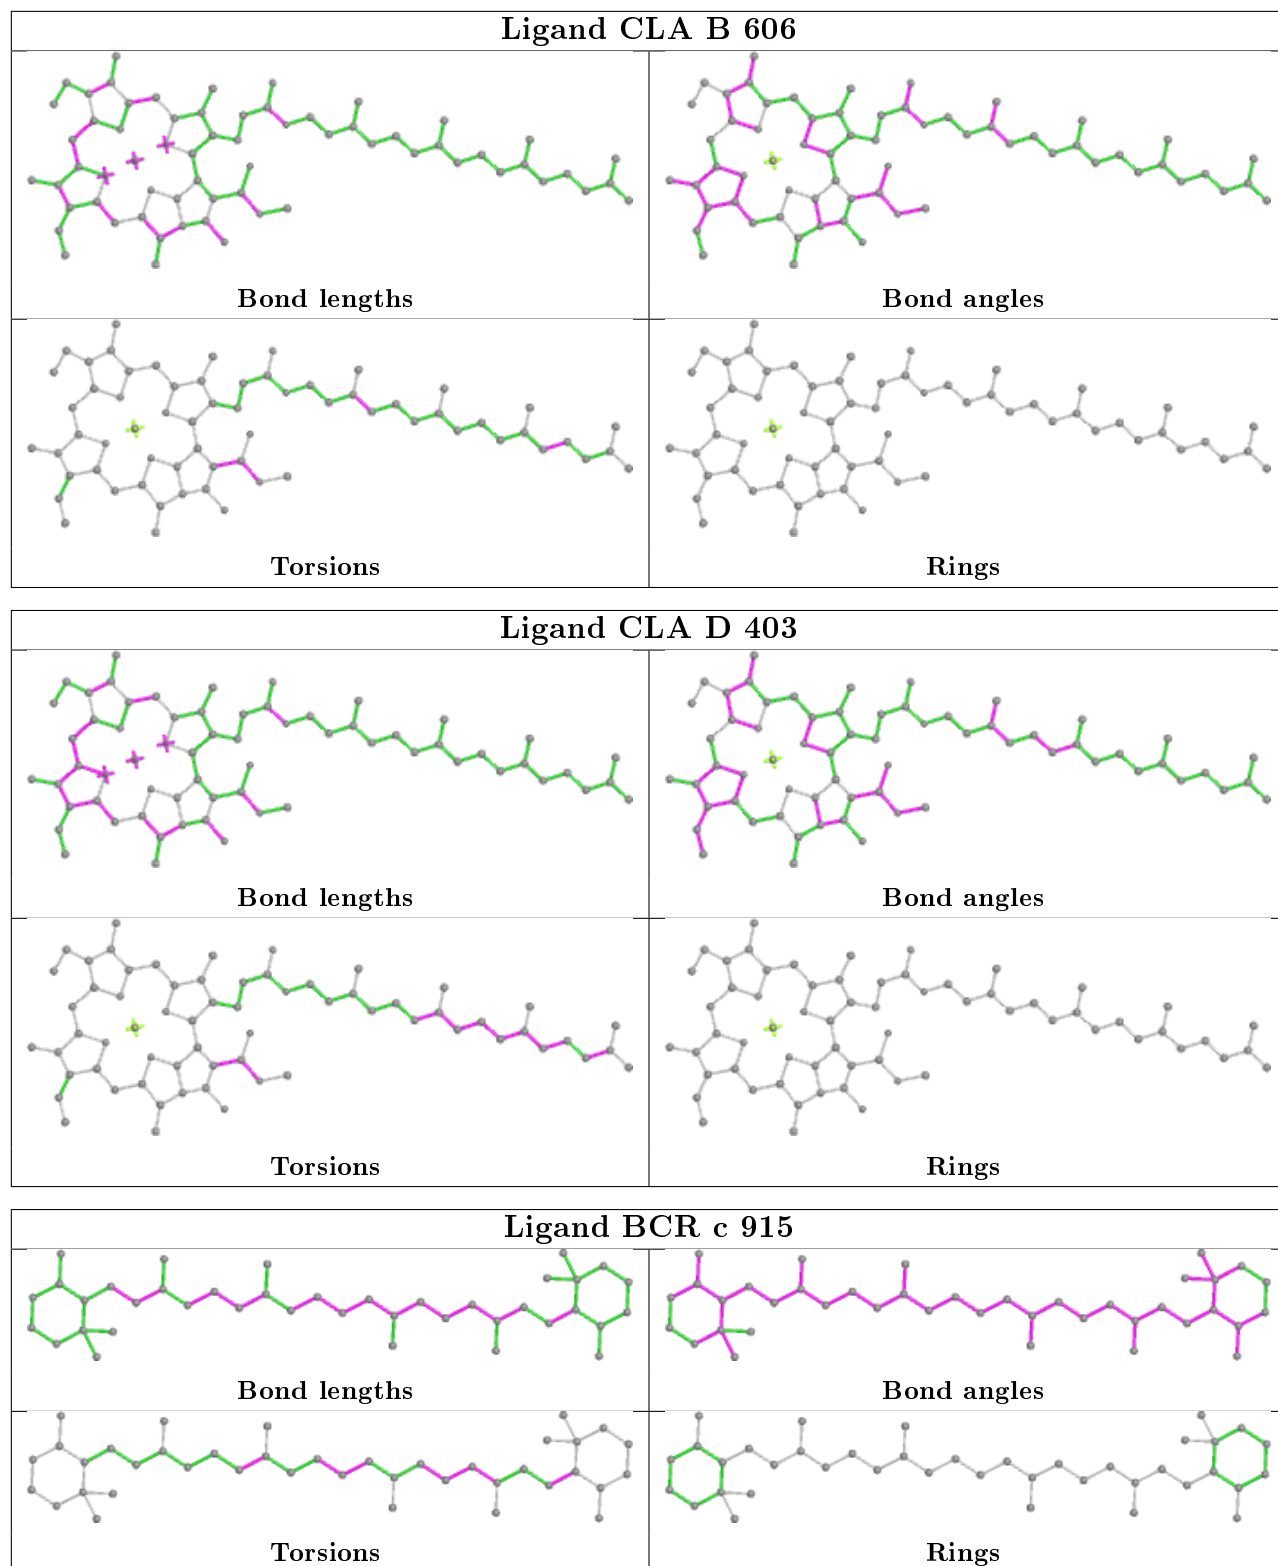 Ligand CLA B 606
Bond lengths
Bond angles
Torsions
Rings
Ligand CLA D 403
Bond lengths
Bond angles
Torsions
Rings
Ligand BCR c 915
Bond lengths
Bond angles
Torsions
Rings